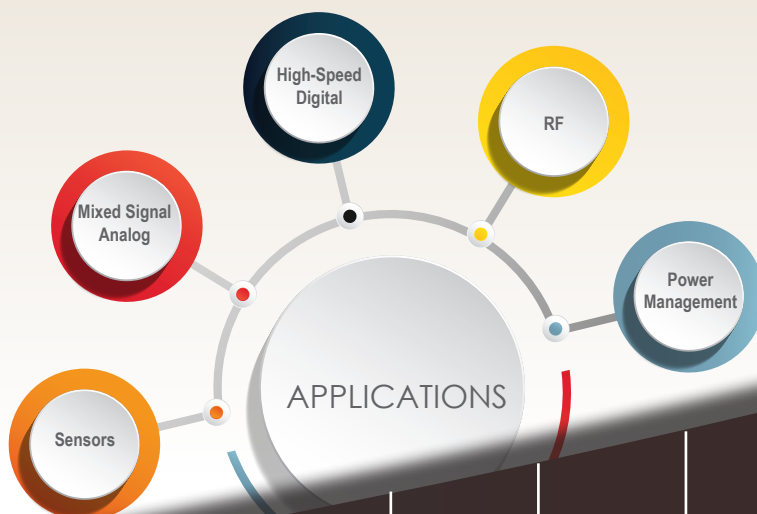 High-Speed
Digital
RF
Mixed Signal
Analog
Power
Management
APPLICATIONS
Sensors